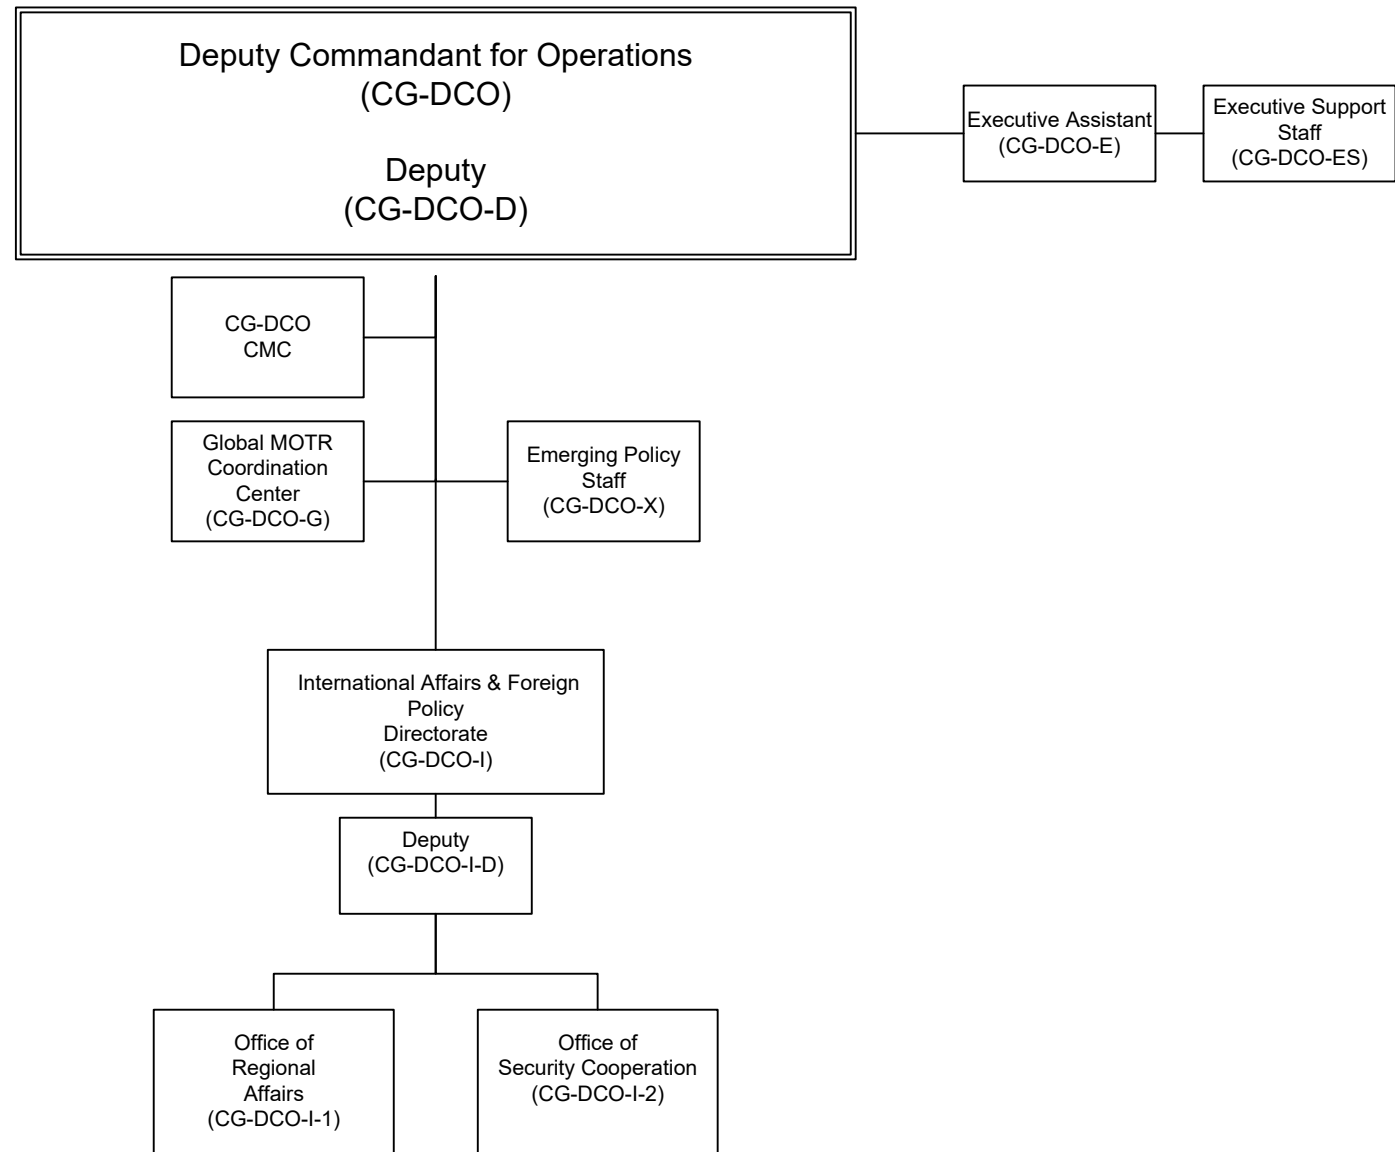 Deputy Commandant for Operations
(CG-DCO)
Deputy
(CG-DCO-D)
Executive Assistant
(CG-DCO-E)
Executive Support
Staff
(CG-DCO-ES)
CG-DCO
CMC
Global MOTR
Coordination
Center
(CG-DCO-G)
Emerging Policy
Staff
(CG-DCO-X)
International Affairs & Foreign
Policy
Directorate
(CG-DCO-I)
Deputy
(CG-DCO-I-D)
Office of
Regional
Affairs
(CG-DCO-I-1)
Office of
Security Cooperation
(CG-DCO-I-2)